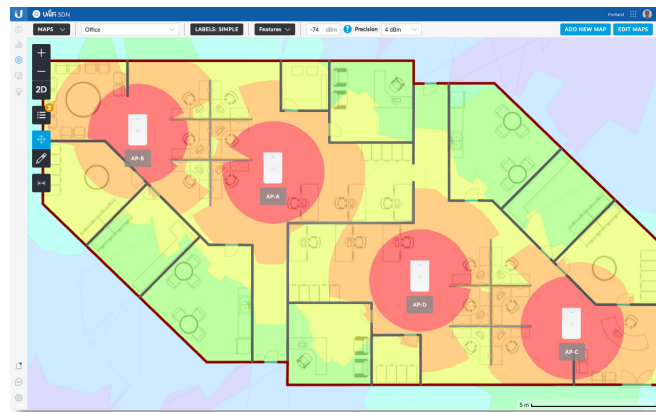 U UniFi SDN
Portland
MAPS Office LABELS: SIMPLE Features -74 dBm ? Precision 4 dBm ADD NEW MAP EDIT MAPS
+
−
2D
AP-B
AP-A
AP-D
AP-C
5 m